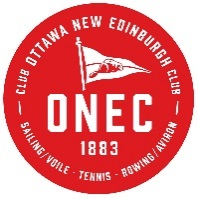 CLUB OTTAWA NEW EDINBURGH CLUB
ONEC
1883
SAILING/VOILE · TENNIS · ROWING/AVIRON